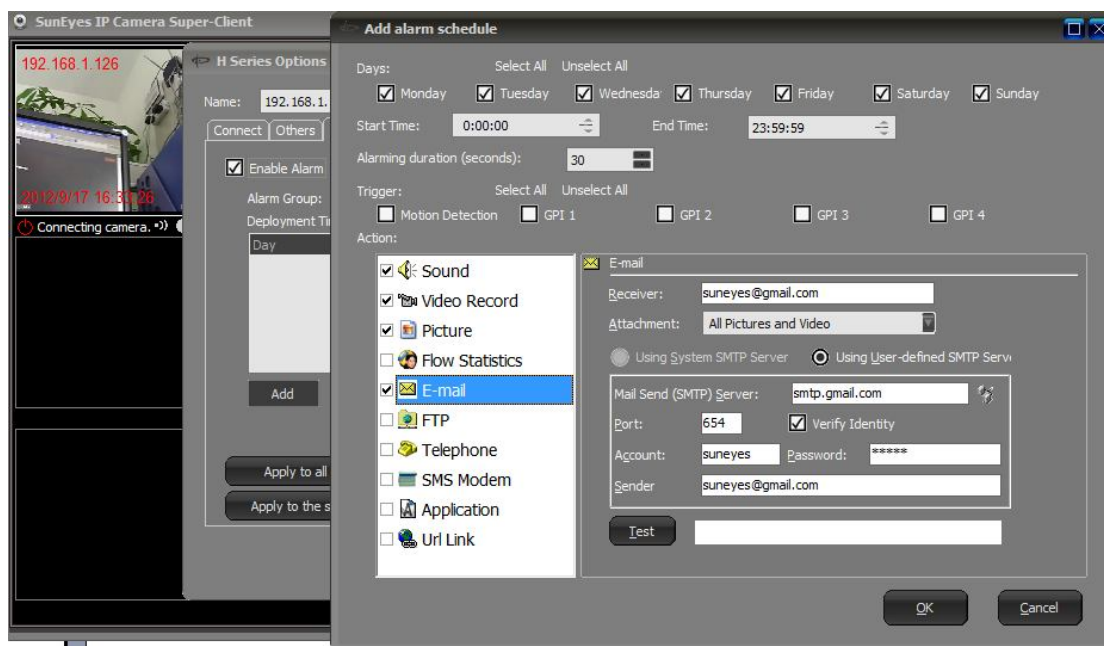 SunEyes IP Camera Super-Client
Add alarm schedule
192.168.1.126
2012/9/17 16:33:26
Connecting camera.
H Series Options
Name: 192.168.1.
Connect Others
Enable Alarm
Alarm Group:
Deployment Ti
Day
Add
Apply to all
Apply to the s
Days: Select All Unselect All
Monday Tuesday Wednesda Thursday Friday Saturday Sunday
Start Time: 0:00:00 End Time: 23:59:59
Alarming duration (seconds): 30
Trigger: Select All Unselect All
Motion Detection GPI 1 GPI 2 GPI 3 GPI 4
Action:
Sound
Video Record
Picture
Flow Statistics
E-mail
FTP
Telephone
SMS Modem
Application
Url Link
E-mail
Receiver: suneyes@gmail.com
Attachment: All Pictures and Video
Using System SMTP Server Using User-defined SMTP Serv
Mail Send (SMTP) Server: smtp.gmail.com
Port: 654 Verify Identity
Account: suneyes Password: *****
Sender suneyes@gmail.com
Test
OK Cancel